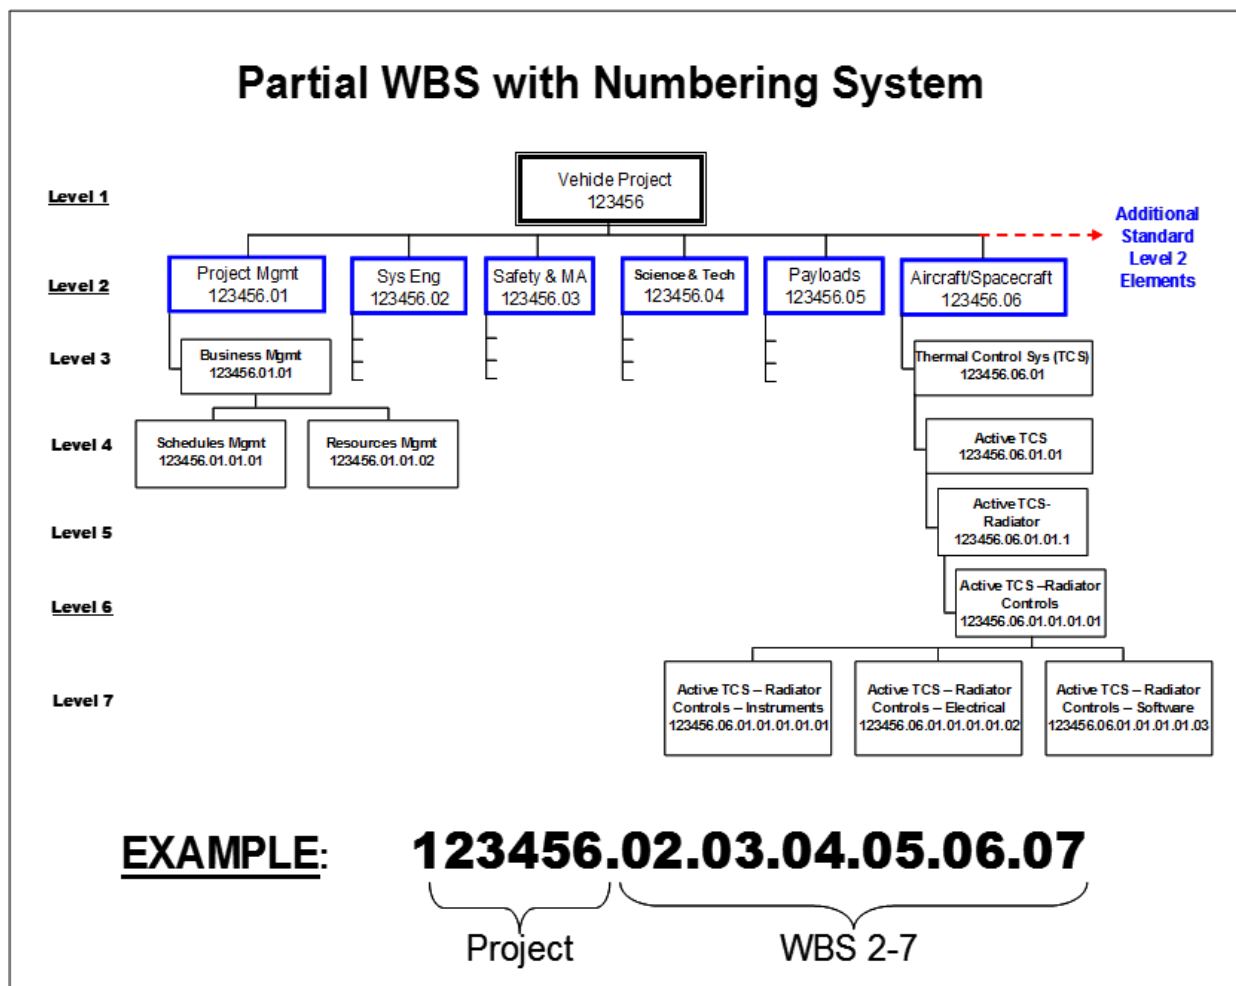 Partial WBS with Numbering System
Level 1
Vehicle Project
123456
Additional
Standard
Level 2
Elements
Level 2
Project Mgmt
123456.01
Sys Eng
123456.02
Safety & MA
123456.03
Science & Tech
123456.04
Payloads
123456.05
Aircraft/Spacecraft
123456.06
Level 3
Business Mgmt
123456.01.01
Thermal Control Sys (TCS)
123456.06.01
Level 4
Schedules Mgmt
123456.01.01.01
Resources Mgmt
123456.01.01.02
Active TCS
123456.06.01.01
Level 5
Active TCS-
Radiator
123456.06.01.01.1
Level 6
Active TCS –Radiator
Controls
123456.06.01.01.01.01
Level 7
Active TCS – Radiator
Controls – Instruments
123456.06.01.01.01.01.01
Active TCS – Radiator
Controls – Electrical
123456.06.01.01.01.01.02
Active TCS – Radiator
Controls – Software
123456.06.01.01.01.01.03
EXAMPLE: 123456.02.03.04.05.06.07
Project WBS 2-7